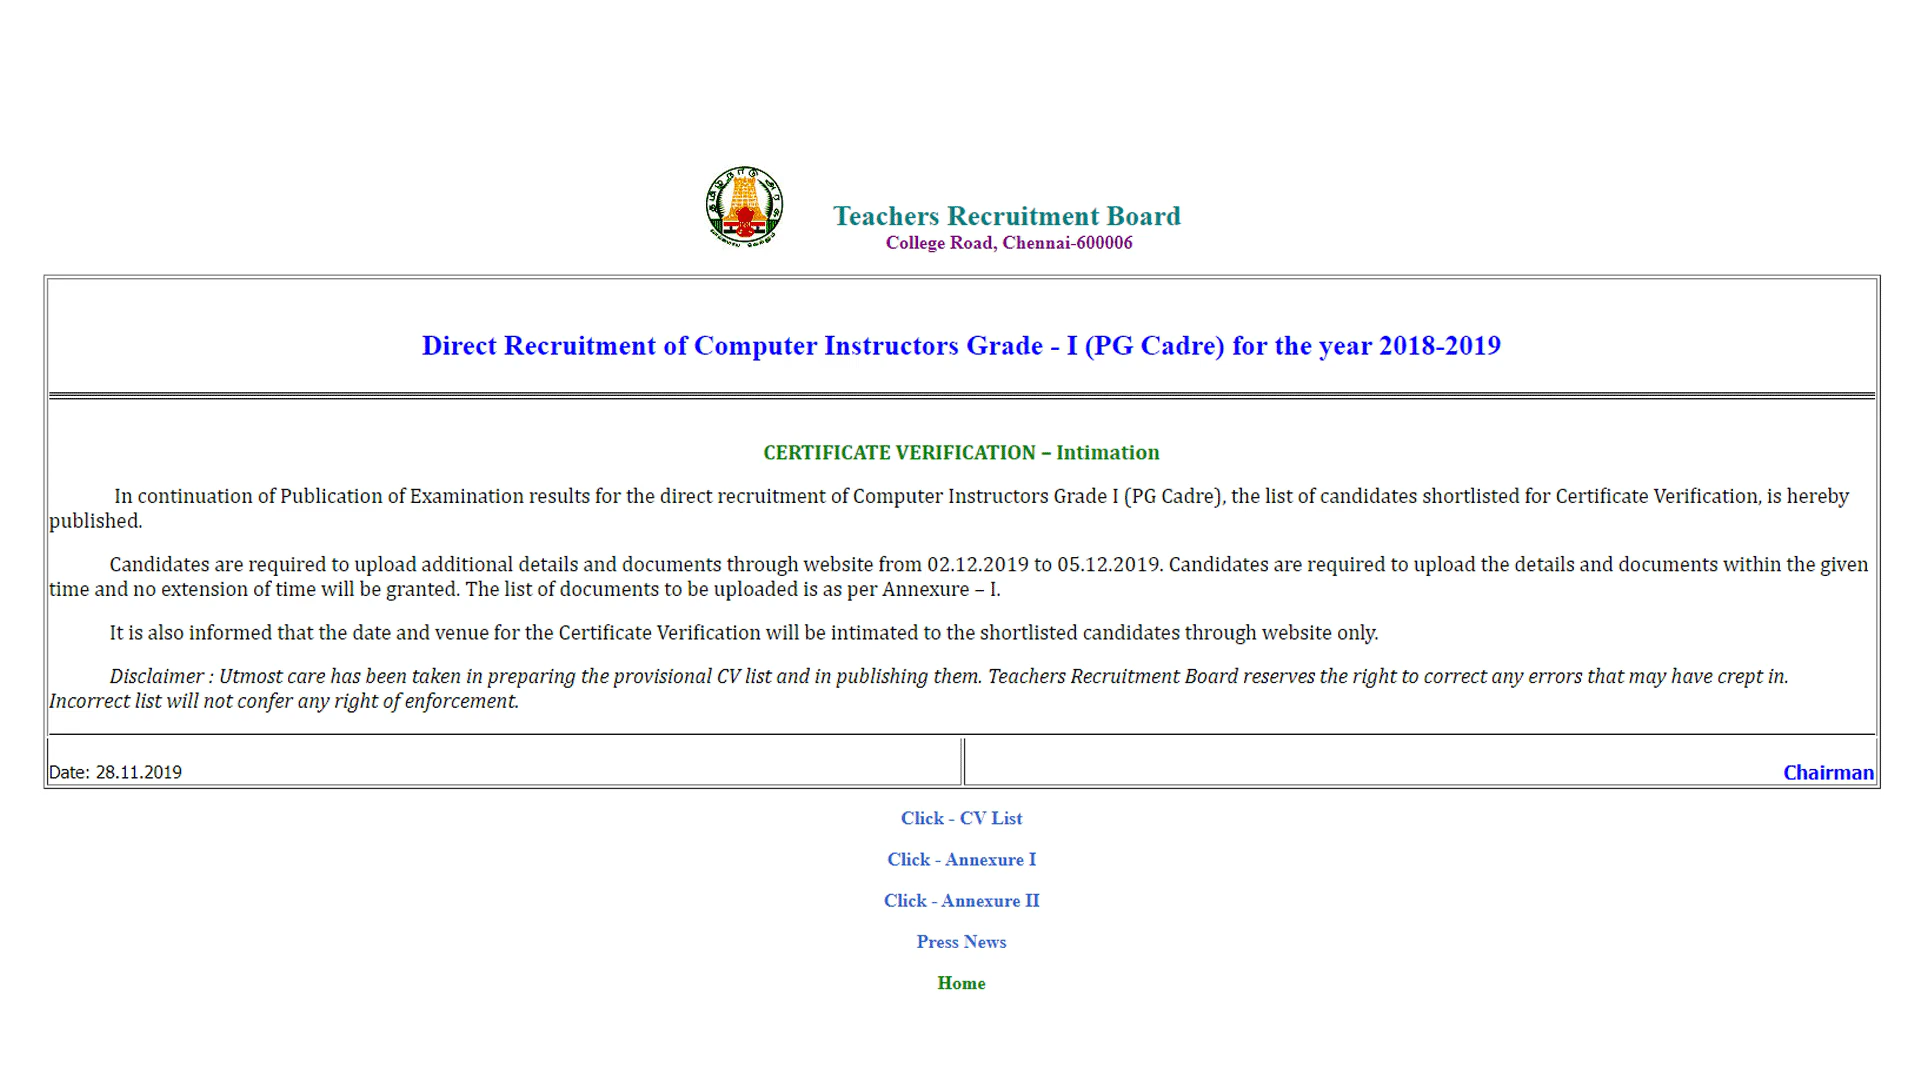 Teachers Recruitment Board
College Road, Chennai-600006
Direct Recruitment of Computer Instructors Grade - I (PG Cadre) for the year 2018-2019
CERTIFICATE VERIFICATION – Intimation
In continuation of Publication of Examination results for the direct recruitment of Computer Instructors Grade I (PG Cadre), the list of candidates shortlisted for Certificate Verification, is hereby
published.
Candidates are required to upload additional details and documents through website from 02.12.2019 to 05.12.2019. Candidates are required to upload the details and documents within the given
time and no extension of time will be granted. The list of documents to be uploaded is as per Annexure – I.
It is also informed that the date and venue for the Certificate Verification will be intimated to the shortlisted candidates through website only.
Disclaimer : Utmost care has been taken in preparing the provisional CV list and in publishing them. Teachers Recruitment Board reserves the right to correct any errors that may have crept in.
Incorrect list will not confer any right of enforcement.
Date: 28.11.2019
Chairman
Click - CV List
Click - Annexure I
Click - Annexure II
Press News
Home